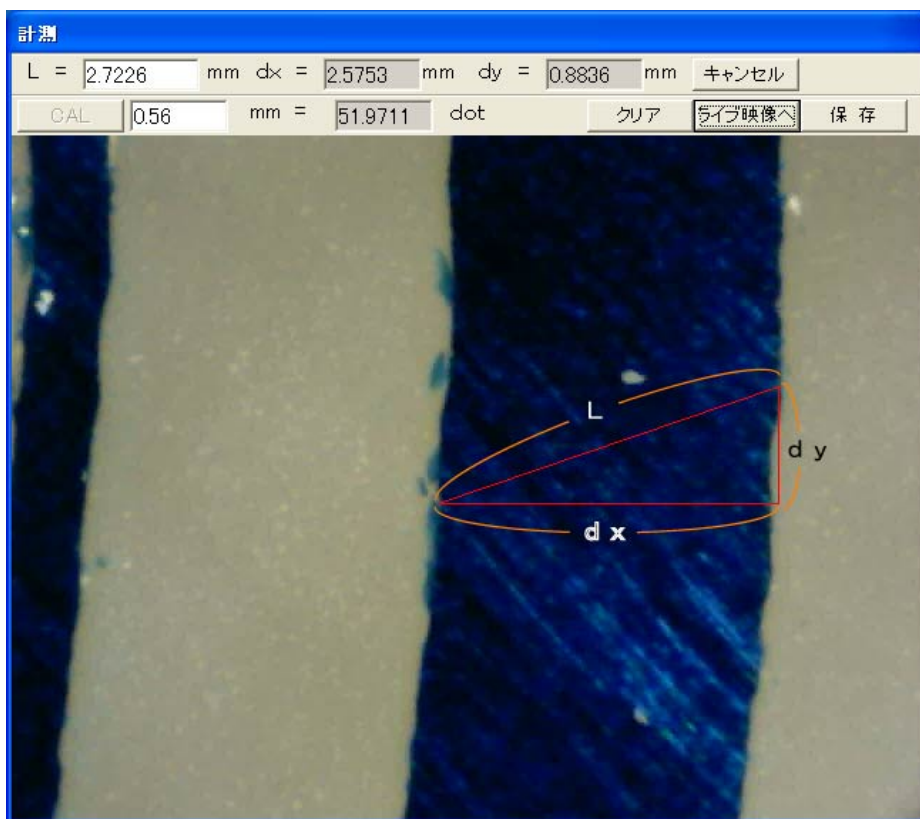 計測
L = 2.7226 mm dx = 2.5753 mm dy = 0.8836 mm キャンセル
CAL 0.56 mm = 51.9711 dot クリア ライブ映像へ 保存
L
d y
d x